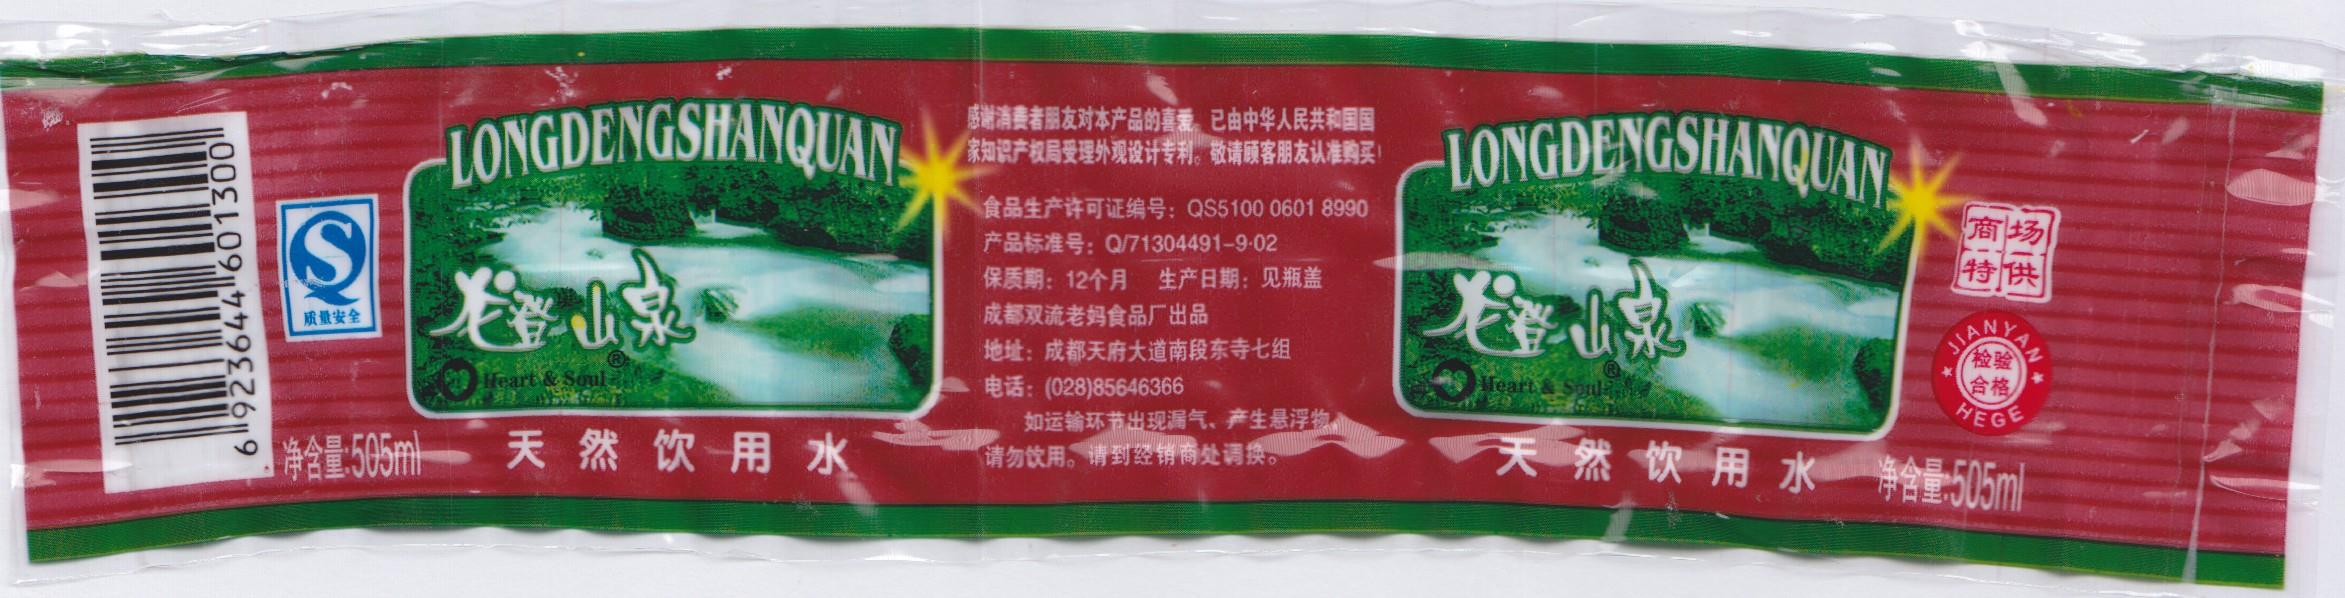 6 923644 601300
质量安全
净含量:505ml
LONGDENGSHANQUAN
龙登山泉®
Heart & Soul
天然饮用水
感谢消费者朋友对本产品的喜爱。已由中华人民共和国国
家知识产权局受理外观设计专利。敬请顾客朋友认准购买!
食品生产许可证编号：QS5100 0601 8990
产品标准号：Q/71304491-9·02
保质期：12个月 生产日期：见瓶盖
成都双流老妈食品厂出品
地址：成都天府大道南段东寺七组
电话：(028)85646366
如运输环节出现漏气、产生悬浮物,
请勿饮用。请到经销商处调换。
LONGDENGSHANQUAN
龙登山泉®
Heart & Soul
天然饮用水
商场
特供
JIANYAN
检验
合格
HEGE
净含量:505ml